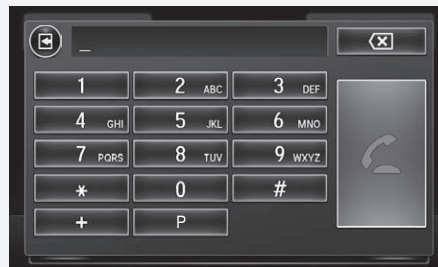 _
1 2 ABC 3 DEF
4 GHI 5 JKL 6 MNO
7 PQRS 8 TUV 9 WXYZ
* 0 #
+ P